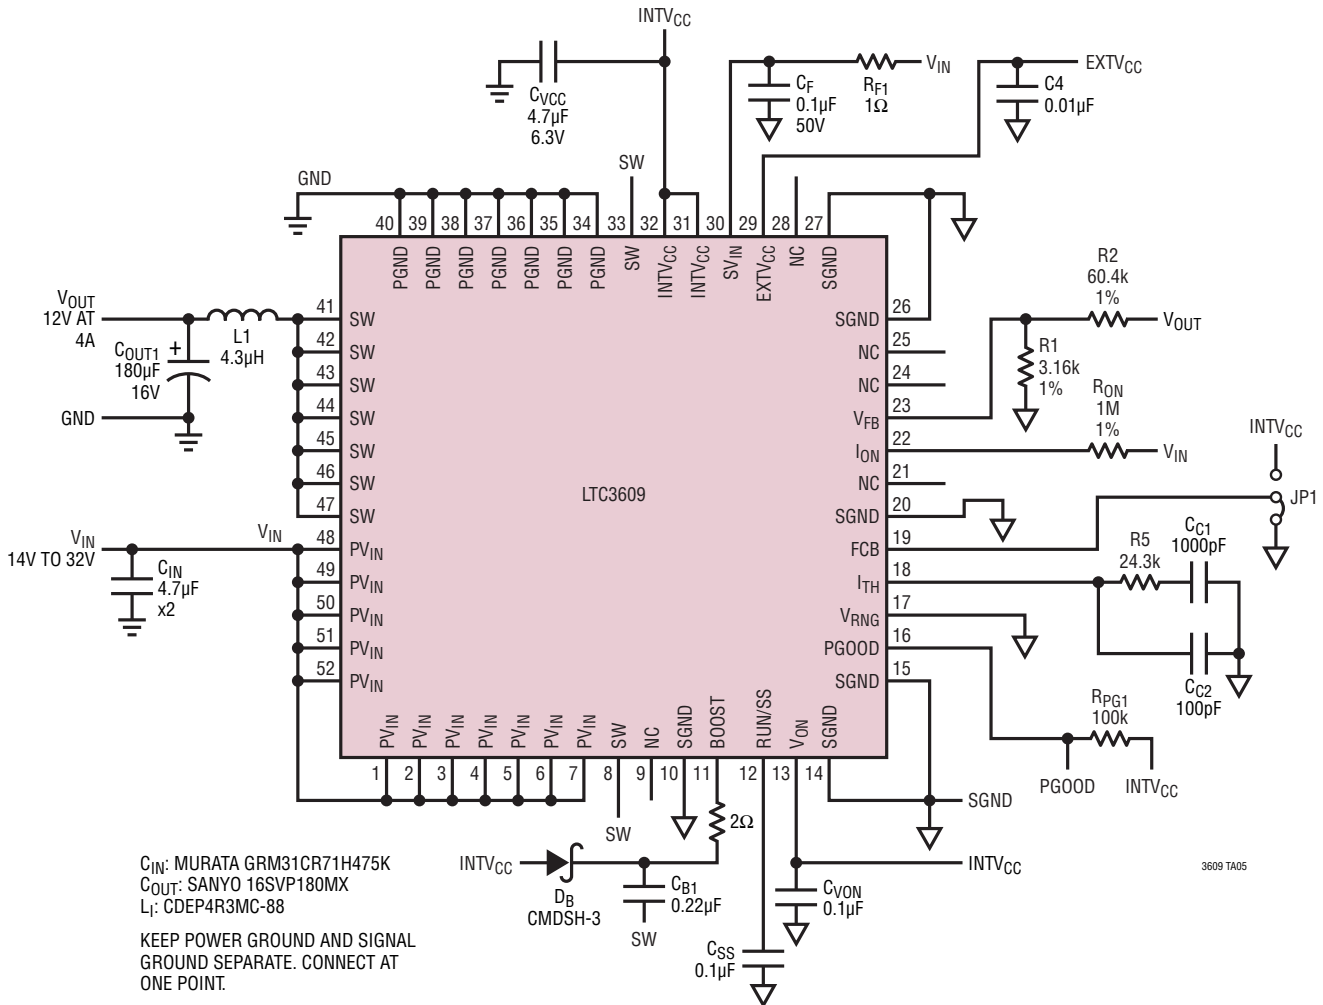 INTVCC
CVCC
4.7µF
6.3V
CF
0.1µF
50V
RF1
1Ω
VIN
EXTVCC
C4
0.01µF
GND
SW
40 39 38 37 36 35 34 33 32 31 30 29 28 27
PGND PGND PGND PGND PGND PGND PGND SW INTVCC INTVCC SVIN EXTVCC NC SGND
VOUT
12V AT
4A
COUT1
180µF
16V
+
L1
4.3µH
GND
41 SW
42 SW
43 SW
44 SW
45 SW
46 SW
47 SW
VIN
14V TO 32V
CIN
4.7µF
x2
VIN
48 PVIN
49 PVIN
50 PVIN
51 PVIN
52 PVIN
LTC3609
SGND 26
NC 25
NC 24
VFB 23
ION 22
NC 21
SGND 20
FCB 19
ITH 18
VRNG 17
PGOOD 16
SGND 15
R2
60.4k
1%
VOUT
R1
3.16k
1%
RON
1M
1%
VIN
INTVCC
JP1
R5
24.3k
CC1
1000pF
CC2
100pF
RPG1
100k
PGOOD
INTVCC
PVIN PVIN PVIN PVIN PVIN PVIN PVIN SW NC SGND BOOST RUN/SS VON SGND
1 2 3 4 5 6 7 8 9 10 11 12 13 14
SGND
SW
2Ω
INTVCC
DB
CMDSH-3
CB1
0.22µF
SW
INTVCC
CVON
0.1µF
CSS
0.1µF
3609 TA05
CIN: MURATA GRM31CR71H475K
COUT: SANYO 16SVP180MX
LI: CDEP4R3MC-88
KEEP POWER GROUND AND SIGNAL
GROUND SEPARATE. CONNECT AT
ONE POINT.